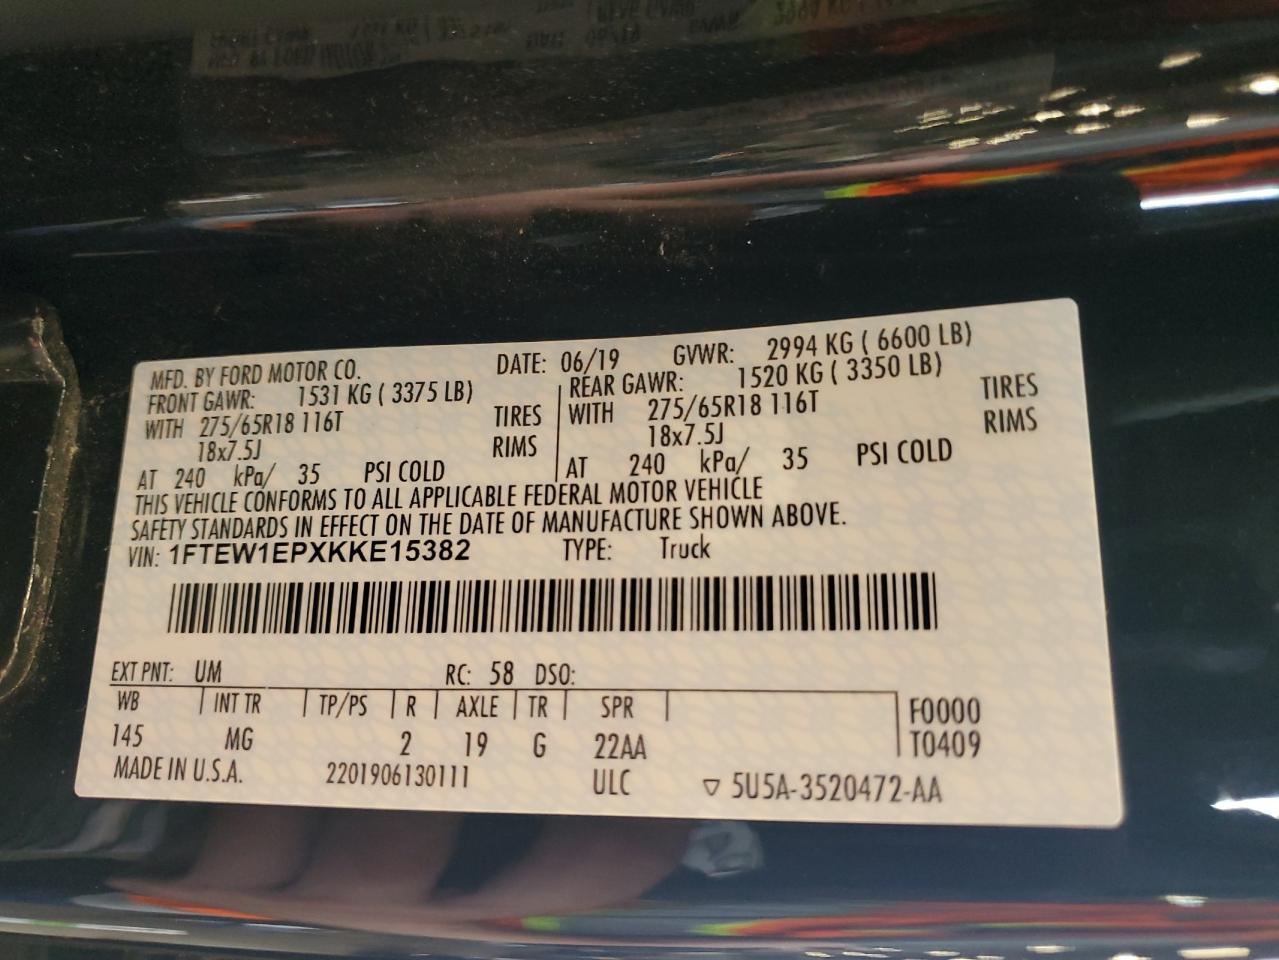 MFD. BY FORD MOTOR CO. DATE: 06/19 GVWR: 2994 KG ( 6600 LB)
FRONT GAWR: 1531 KG ( 3375 LB) REAR GAWR: 1520 KG ( 3350 LB)
WITH 275/65R18 116T TIRES WITH 275/65R18 116T TIRES
18x7.5J RIMS 18x7.5J RIMS
AT 240 kPa/ 35 PSI COLD AT 240 kPa/ 35 PSI COLD
THIS VEHICLE CONFORMS TO ALL APPLICABLE FEDERAL MOTOR VEHICLE
SAFETY STANDARDS IN EFFECT ON THE DATE OF MANUFACTURE SHOWN ABOVE.
VIN: 1FTEW1EPXKKE15382 TYPE: Truck
EXT PNT: UM RC: 58 DSO:
WB INT TR TP/PS R AXLE TR SPR F0000
145 MG 2 19 G 22AA T0409
MADE IN U.S.A. 2201906130111 ULC ▽ 5U5A-3520472-AA